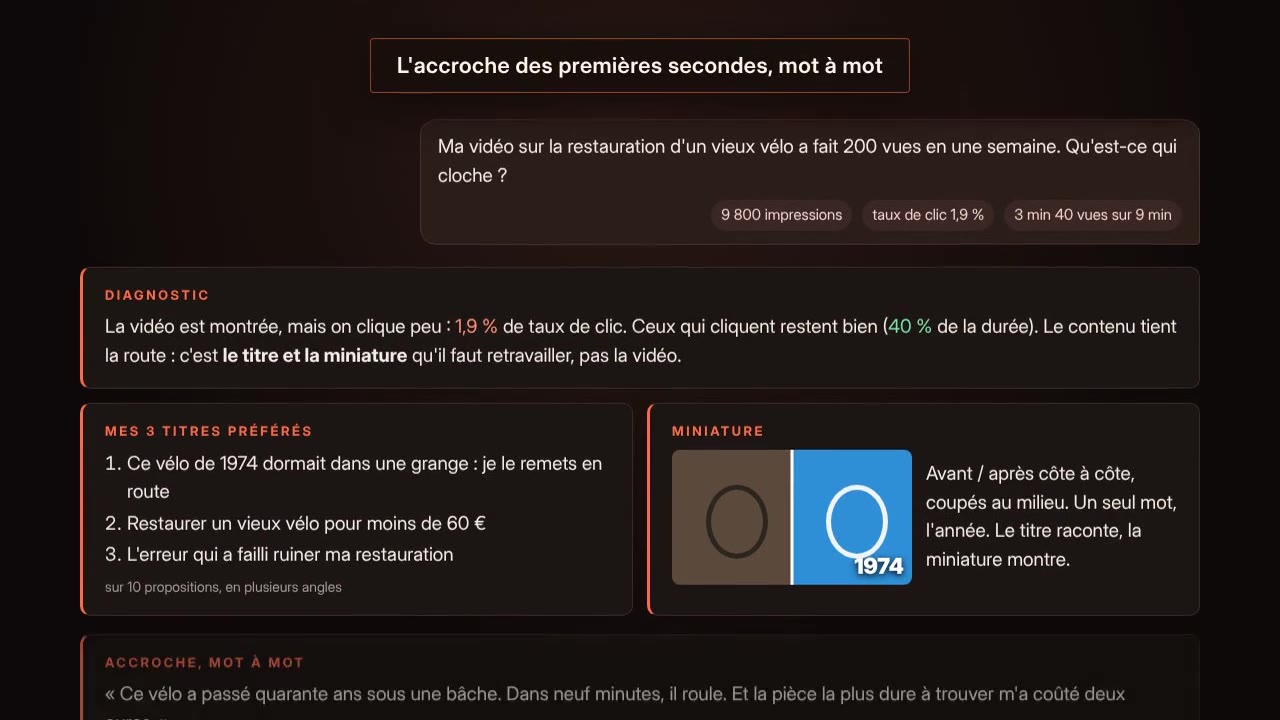 L'accroche des premières secondes, mot à mot
Ma vidéo sur la restauration d'un vieux vélo a fait 200 vues en une semaine. Qu'est-ce qui
cloche ?
9 800 impressions
taux de clic 1,9 %
3 min 40 vues sur 9 min
DIAGNOSTIC
La vidéo est montrée, mais on clique peu : 1,9 % de taux de clic. Ceux qui cliquent restent bien (40 % de la durée). Le contenu tient
la route : c'est le titre et la miniature qu'il faut retravailler, pas la vidéo.
MES 3 TITRES PRÉFÉRÉS
1. Ce vélo de 1974 dormait dans une grange : je le remets en
route
2. Restaurer un vieux vélo pour moins de 60 €
3. L'erreur qui a failli ruiner ma restauration
sur 10 propositions, en plusieurs angles
MINIATURE
1974
Avant / après côte à côte,
coupés au milieu. Un seul mot,
l'année. Le titre raconte, la
miniature montre.
ACCROCHE, MOT À MOT
« Ce vélo a passé quarante ans sous une bâche. Dans neuf minutes, il roule. Et la pièce la plus dure à trouver m'a coûté deux